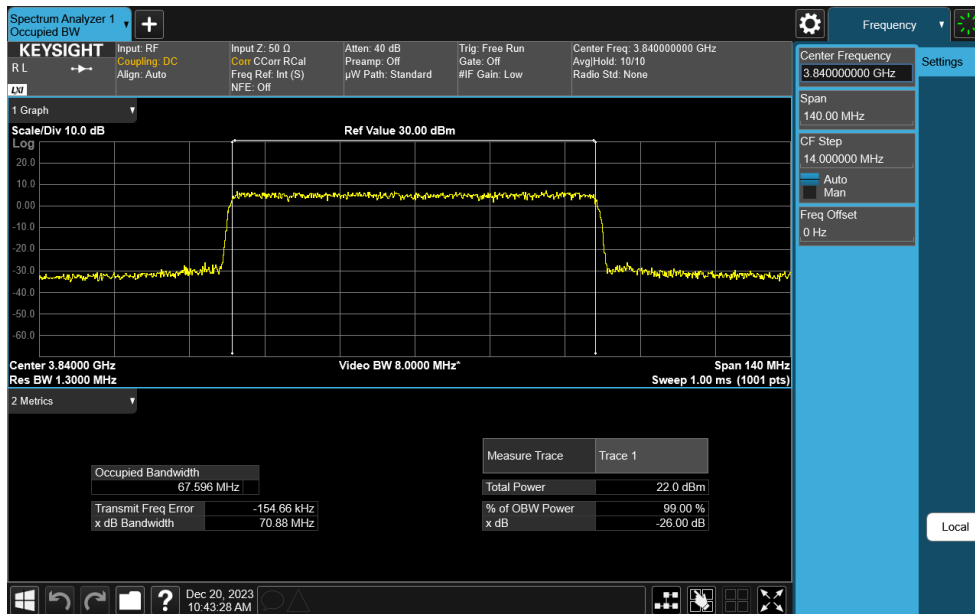 Spectrum Analyzer 1
Occupied BW
Frequency
KEYSIGHT
R L
LXI
Input: RF
Coupling: DC
Align: Auto
Input Z: 50 Ω
Corr CCorr RCal
Freq Ref: Int (S)
NFE: Off
Atten: 40 dB
Preamp: Off
µW Path: Standard
Trig: Free Run
Gate: Off
#IF Gain: Low
Center Freq: 3.840000000 GHz
Avg|Hold: 10/10
Radio Std: None
Center Frequency
3.840000000 GHz
Settings
Span
140.00 MHz
CF Step
14.000000 MHz
Auto
Man
Freq Offset
0 Hz
1 Graph
Scale/Div 10.0 dB
Ref Value 30.00 dBm
Log
20.0
10.0
0.00
-10.0
-20.0
-30.0
-40.0
-50.0
-60.0
Center 3.84000 GHz
Video BW 8.0000 MHz*
Span 140 MHz
Res BW 1.3000 MHz
Sweep 1.00 ms (1001 pts)
2 Metrics
Measure Trace
Trace 1
Occupied Bandwidth
67.596 MHz
Total Power
22.0 dBm
Transmit Freq Error
-154.66 kHz
% of OBW Power
99.00 %
x dB Bandwidth
70.88 MHz
x dB
-26.00 dB
Local
?
Dec 20, 2023
10:43:28 AM